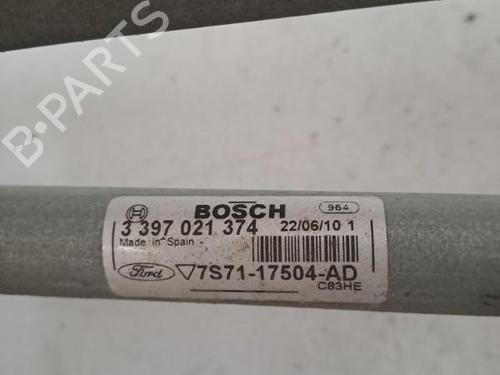 BOSCH
964
3 397 021 374
22/06/10 1
Made in Spain -
Ford
7S71-17504-AD
C83HE
B-PARTS